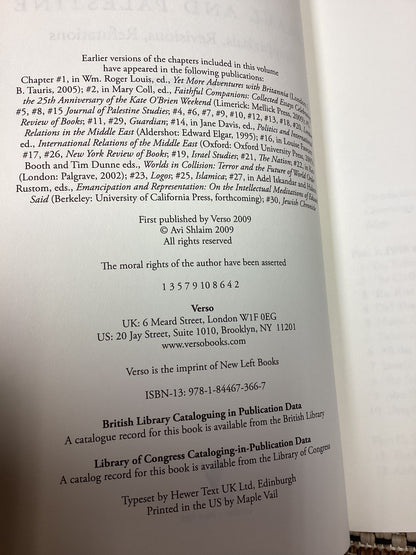 Earlier versions of the chapters included in this volume
have appeared in the following publications:
Chapter #1, in Wm. Roger Louis, ed., Yet More Adventures with Britannia (London: I.
B. Tauris, 2005); #2, in Mary Coll, ed., Faithful Companions: Collected Essays Celebrating
the 25th Anniversary of the Kate O'Brien Weekend (Limerick: Mellick Press, 2009);
#5, #8, #15 Journal of Palestine Studies; #4, #6, #7, #9, #10, #12, #13, #18, #20,
Review of Books; #11, #29, Guardian; #14, in Jane Davis, ed., Politics and
Relations in the Middle East (Aldershot: Edward Elgar, 1995); #16, in Louise Fawcett,
ed., International Relations of the Middle East (Oxford: Oxford University Press,
#17, #26, New York Review of Books; #19, Israel Studies; #21, The Nation; #22, in Ken
Booth and Tim Dunne eds., Worlds in Collision: Terror and the Future of World Order
(London: Palgrave, 2002); #23, Logos; #25, Islamica; #27, in Adel Iskandar and Hakem
Rustom, eds., Emancipation and Representation: On the Intellectual Meditations of Edward
Said (Berkeley: University of California Press, forthcoming); #30, Jewish Chronicle
First published by Verso 2009
© Avi Shlaim 2009
All rights reserved
The moral rights of the author have been asserted
1 3 5 7 9 10 8 6 4 2
Verso
UK: 6 Meard Street, London W1F 0EG
US: 20 Jay Street, Suite 1010, Brooklyn, NY 11201
www.versobooks.com
Verso is the imprint of New Left Books
ISBN-13: 978-1-84467-366-7
British Library Cataloguing in Publication Data
A catalogue record for this book is available from the British Library
Library of Congress Cataloging-in-Publication Data
A catalog record for this book is available from the Library of Congress
Typeset by Hewer Text UK Ltd, Edinburgh
Printed in the US by Maple Vail